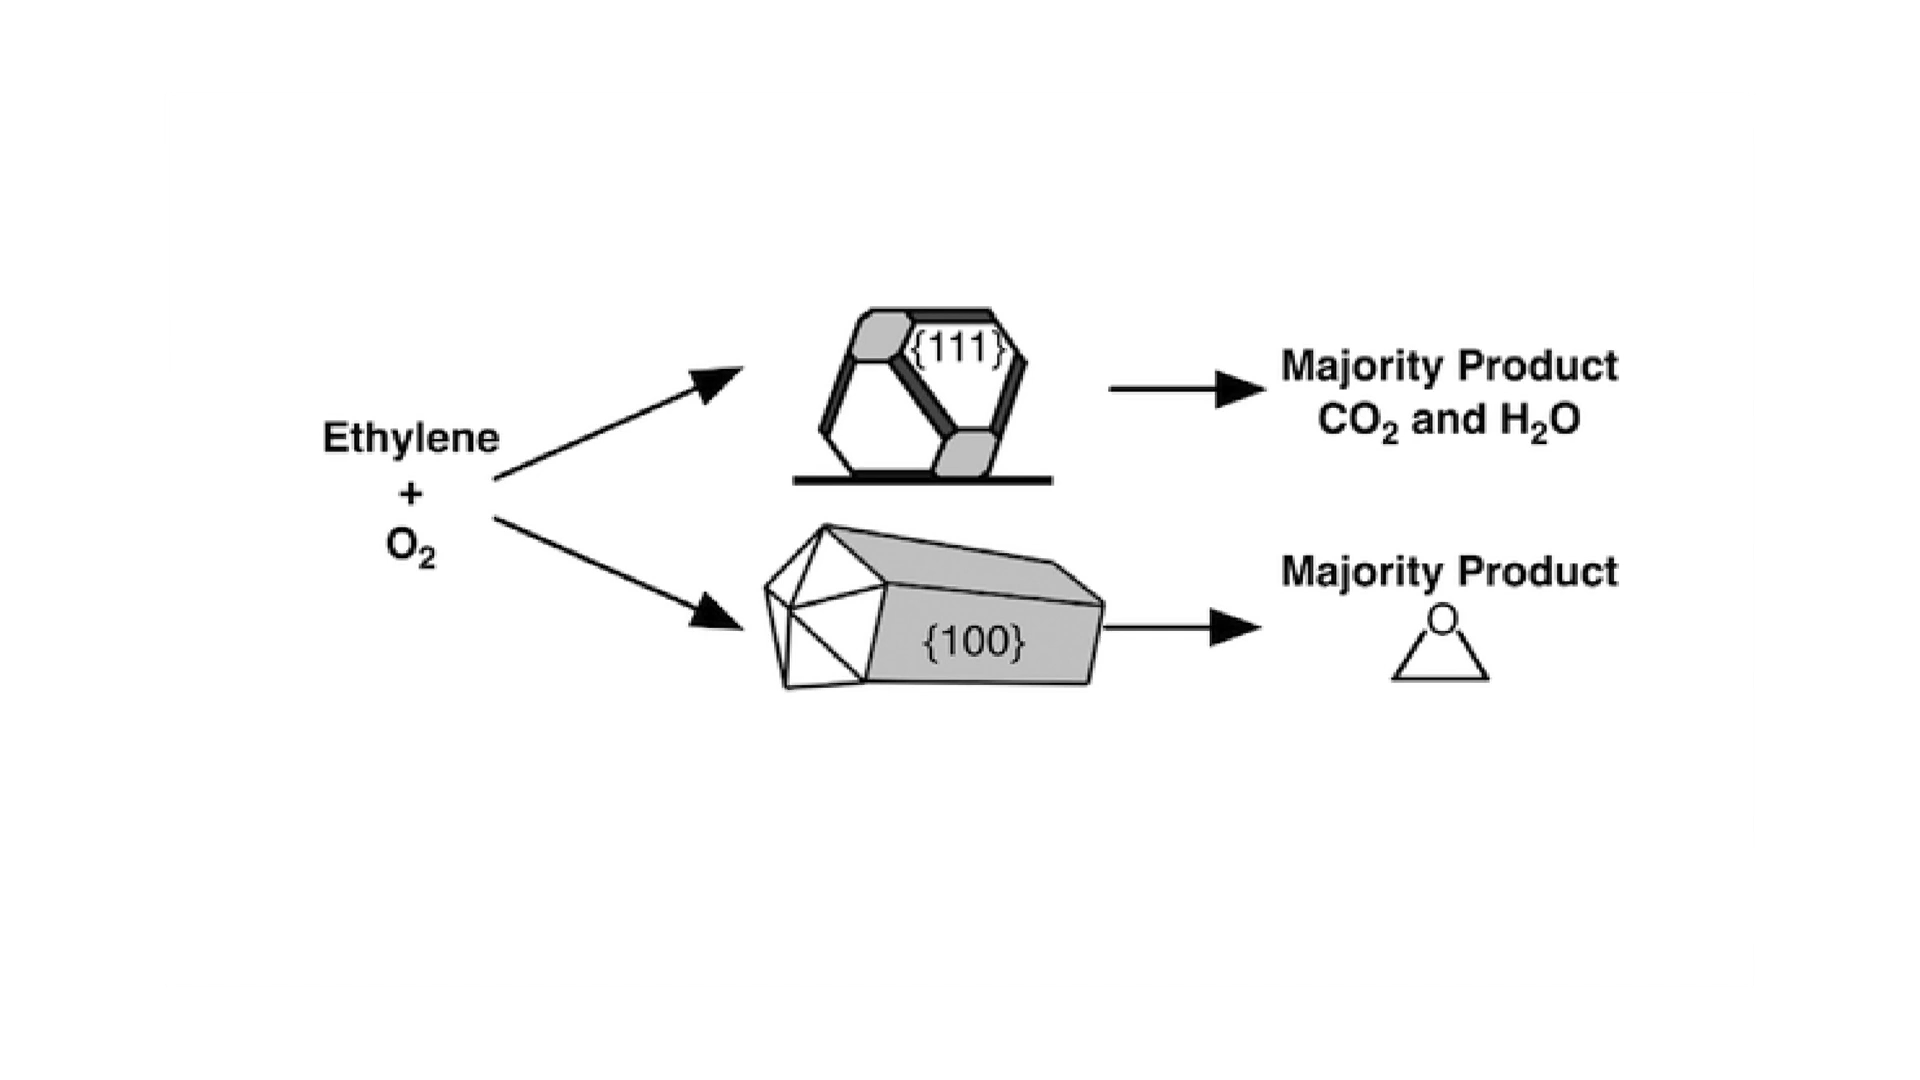 Ethylene
+
O₂
{111}
Majority Product
CO₂ and H₂O
{100}
Majority Product
O